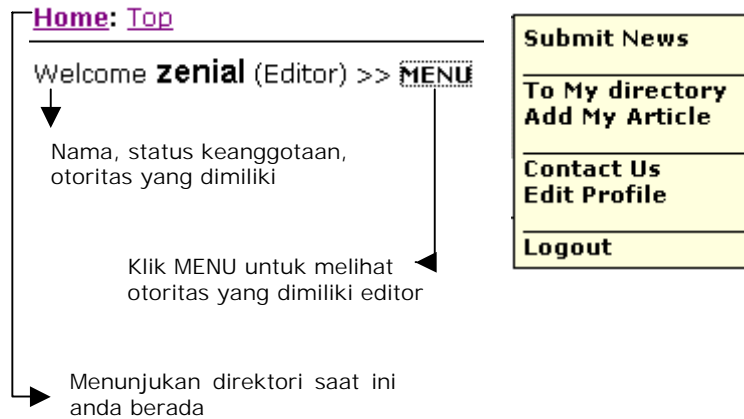 Home: Top
Welcome zenial (Editor) >> MENU
Nama, status keanggotaan,
otoritas yang dimiliki
Klik MENU untuk melihat
otoritas yang dimiliki editor
Menunjukan direktori saat ini
anda berada
Submit News
To My directory
Add My Article
Contact Us
Edit Profile
Logout